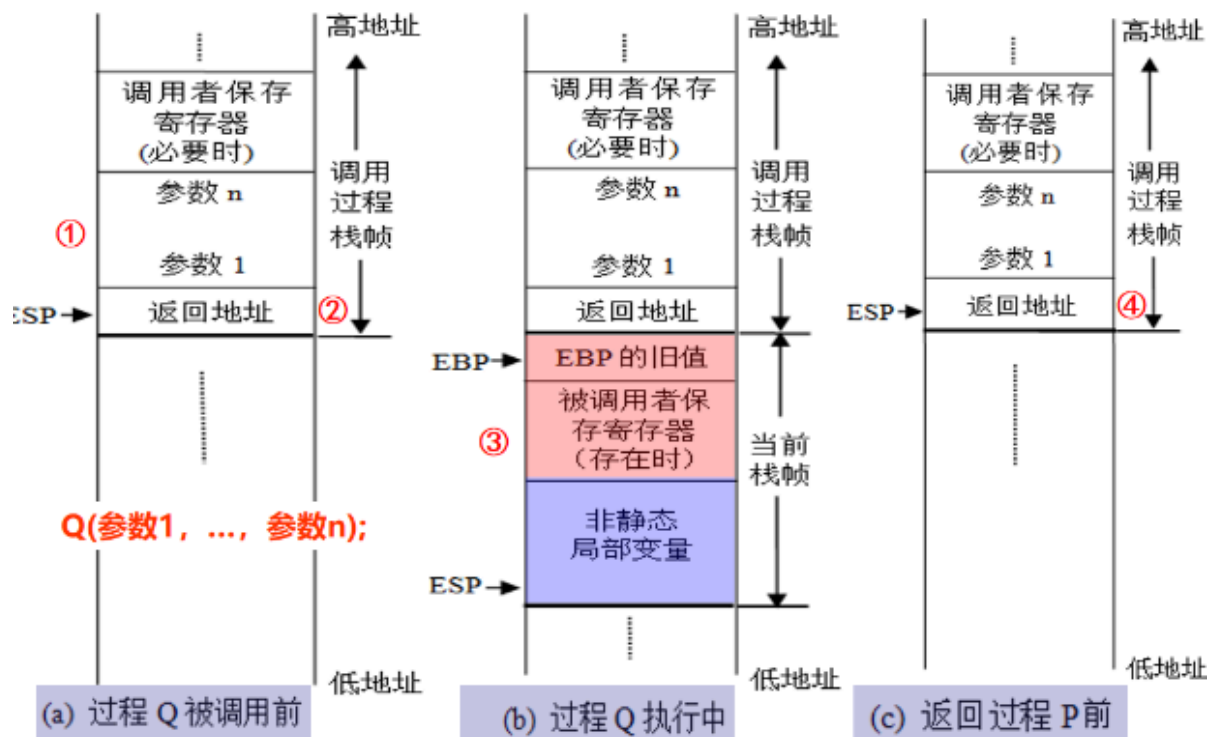 高地址
调用者保存
寄存器
(必要时)
参数 n
①
参数 1
ESP
返回地址
②
调用
过程
栈帧
Q(参数1，…，参数n);
低地址
(a) 过程 Q 被调用前
高地址
调用者保存
寄存器
(必要时)
参数 n
参数 1
返回地址
调用
过程
栈帧
EBP
EBP 的旧值
③
被调用者保
存寄存器
（存在时）
非静态
局部变量
ESP
当前
栈帧
低地址
(b) 过程 Q 执行中
高地址
调用者保存
寄存器
(必要时)
参数 n
参数 1
ESP
返回地址
④
调用
过程
栈帧
低地址
(c) 返回过程 P前